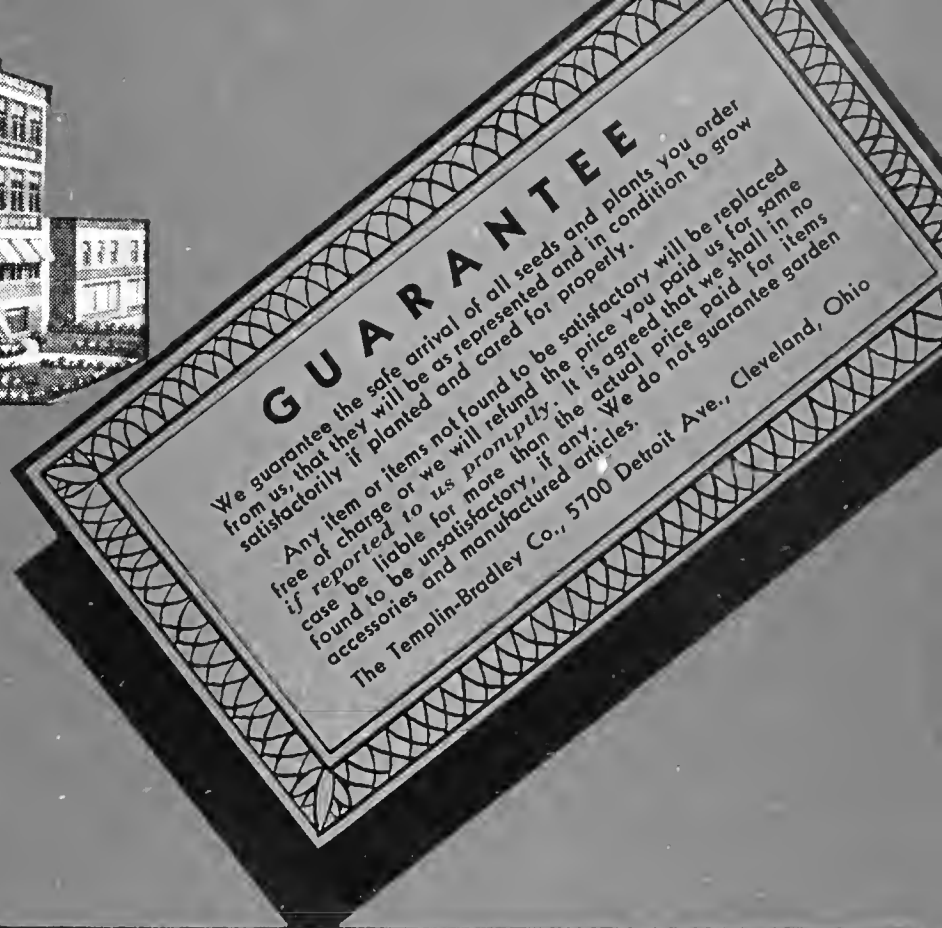 GUARANTEE
We guarantee the safe arrival of all seeds and plants you order
from us, that they will be as represented and in condition to grow
satisfactorily if planted and cared for properly.
Any item or items not found to be satisfactory will be replaced
free of charge or we will refund the price you paid us for same
if reported to us promptly. It is agreed that we shall in no
case be liable for more than the actual price paid for items
found to be unsatisfactory, if any. We do not guarantee garden
accessories and manufactured articles.
The Templin-Bradley Co., 5700 Detroit Ave., Cleveland, Ohio